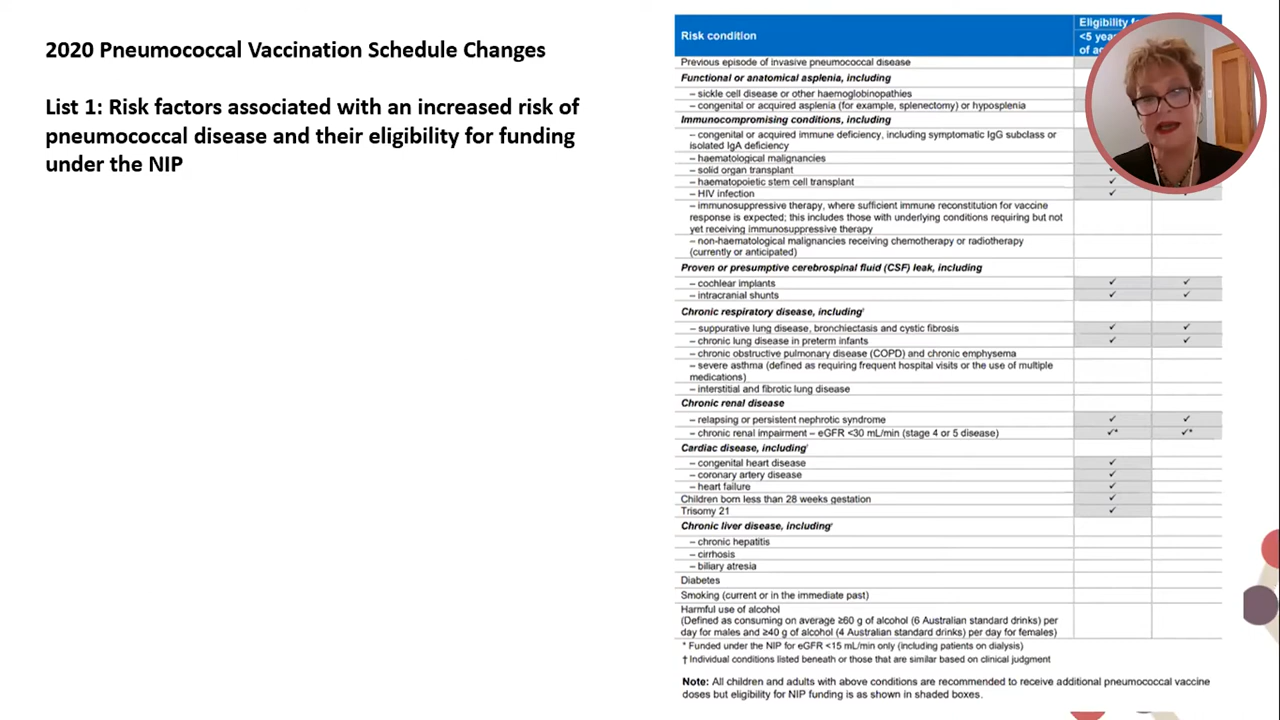 2020 Pneumococcal Vaccination Schedule Changes
List 1: Risk factors associated with an increased risk of
pneumococcal disease and their eligibility for funding
under the NIP
Risk condition
Eligibility
<5
of
Previous episode of invasive pneumococcal disease
Functional or anatomical asplenia, including
– sickle cell disease or other haemoglobinopathies
– congenital or acquired asplenia (for example, splenectomy) or hyposplenia
Immunocompromising conditions, including
– congenital or acquired immune deficiency, including symptomatic IgG subclass or
isolated IgA deficiency
– haematological malignancies
– solid organ transplant ✓
– haematopoietic stem cell transplant ✓
– HIV infection ✓ ✓
– immunosuppressive therapy, where sufficient immune reconstitution for vaccine
response is expected; this includes those with underlying conditions requiring but not
yet receiving immunosuppressive therapy
– non-haematological malignancies receiving chemotherapy or radiotherapy
(currently or anticipated)
Proven or presumptive cerebrospinal fluid (CSF) leak, including
– cochlear implants ✓ ✓
– intracranial shunts ✓ ✓
Chronic respiratory disease, including†
– suppurative lung disease, bronchiectasis and cystic fibrosis ✓ ✓
– chronic lung disease in preterm infants ✓ ✓
– chronic obstructive pulmonary disease (COPD) and chronic emphysema
– severe asthma (defined as requiring frequent hospital visits or the use of multiple
medications)
– interstitial and fibrotic lung disease
Chronic renal disease
– relapsing or persistent nephrotic syndrome ✓ ✓
– chronic renal impairment – eGFR <30 mL/min (stage 4 or 5 disease) ✓* ✓*
Cardiac disease, including†
– congenital heart disease ✓
– coronary artery disease ✓
– heart failure ✓
Children born less than 28 weeks gestation ✓
Trisomy 21 ✓
Chronic liver disease, including†
– chronic hepatitis
– cirrhosis
– biliary atresia
Diabetes
Smoking (current or in the immediate past)
Harmful use of alcohol
(Defined as consuming on average ≥60 g of alcohol (6 Australian standard drinks) per
day for males and ≥40 g of alcohol (4 Australian standard drinks) per day for females)
* Funded under the NIP for eGFR <15 mL/min only (including patients on dialysis)
† Individual conditions listed beneath or those that are similar based on clinical judgment
Note: All children and adults with above conditions are recommended to receive additional pneumococcal vaccine
doses but eligibility for NIP funding is as shown in shaded boxes.